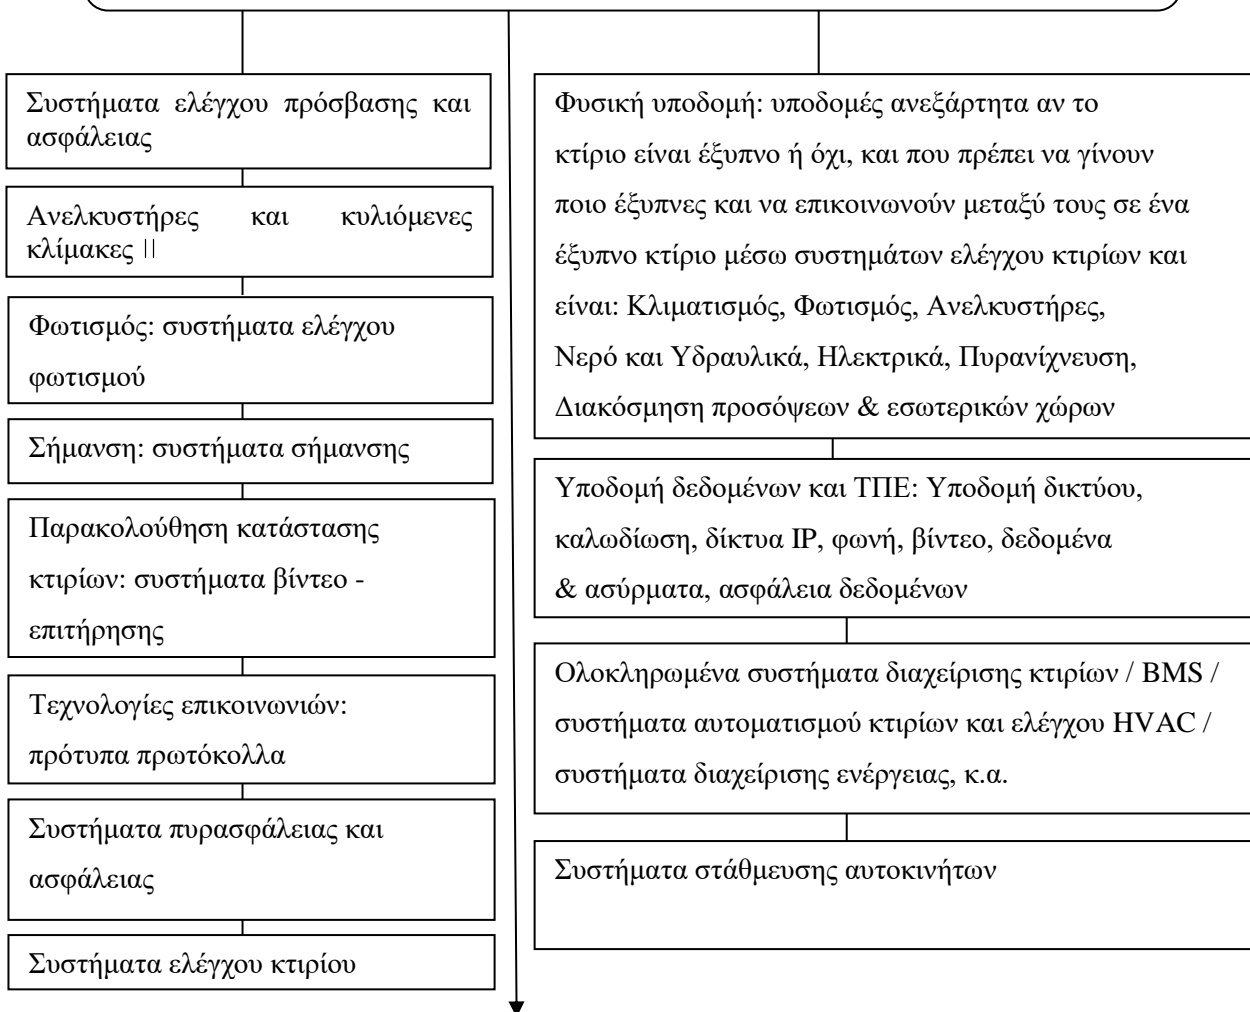 Συστήματα ελέγχου πρόσβασης και
ασφάλειας
Ανελκυστήρες και κυλιόμενες
κλίμακες ||
Φωτισμός: συστήματα ελέγχου
φωτισμού
Σήμανση: συστήματα σήμανσης
Παρακολούθηση κατάστασης
κτιρίων: συστήματα βίντεο -
επιτήρησης
Τεχνολογίες επικοινωνιών:
πρότυπα πρωτόκολλα
Συστήματα πυρασφάλειας και
ασφάλειας
Συστήματα ελέγχου κτιρίου
Φυσική υποδομή: υποδομές ανεξάρτητα αν το
κτίριο είναι έξυπνο ή όχι, και που πρέπει να γίνουν
ποιο έξυπνες και να επικοινωνούν μεταξύ τους σε ένα
έξυπνο κτίριο μέσω συστημάτων ελέγχου κτιρίων και
είναι: Κλιματισμός, Φωτισμός, Ανελκυστήρες,
Νερό και Υδραυλικά, Ηλεκτρικά, Πυρανίχνευση,
Διακόσμηση προσόψεων & εσωτερικών χώρων
Υποδομή δεδομένων και ΤΠΕ: Υποδομή δικτύου,
καλωδίωση, δίκτυα IP, φωνή, βίντεο, δεδομένα
& ασύρματα, ασφάλεια δεδομένων
Ολοκληρωμένα συστήματα διαχείρισης κτιρίων / BMS /
συστήματα αυτοματισμού κτιρίων και ελέγχου HVAC /
συστήματα διαχείρισης ενέργειας, κ.α.
Συστήματα στάθμευσης αυτοκινήτων